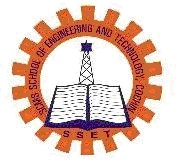 SCMS SCHOOL OF ENGINEERING AND TECHNOLOGY, COCHIN
SSET